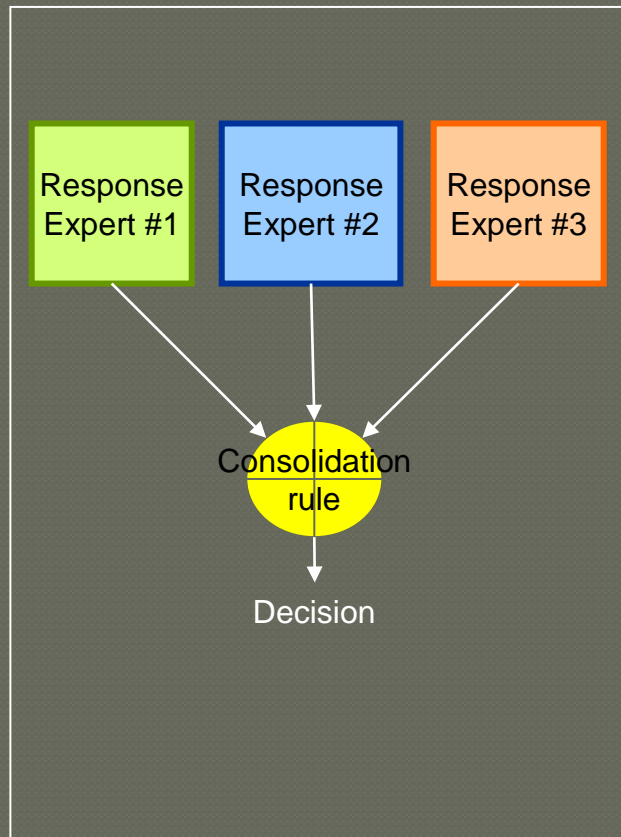 Response
Expert #1
Response
Expert #2
Response
Expert #3
Consolidation
rule
Decision